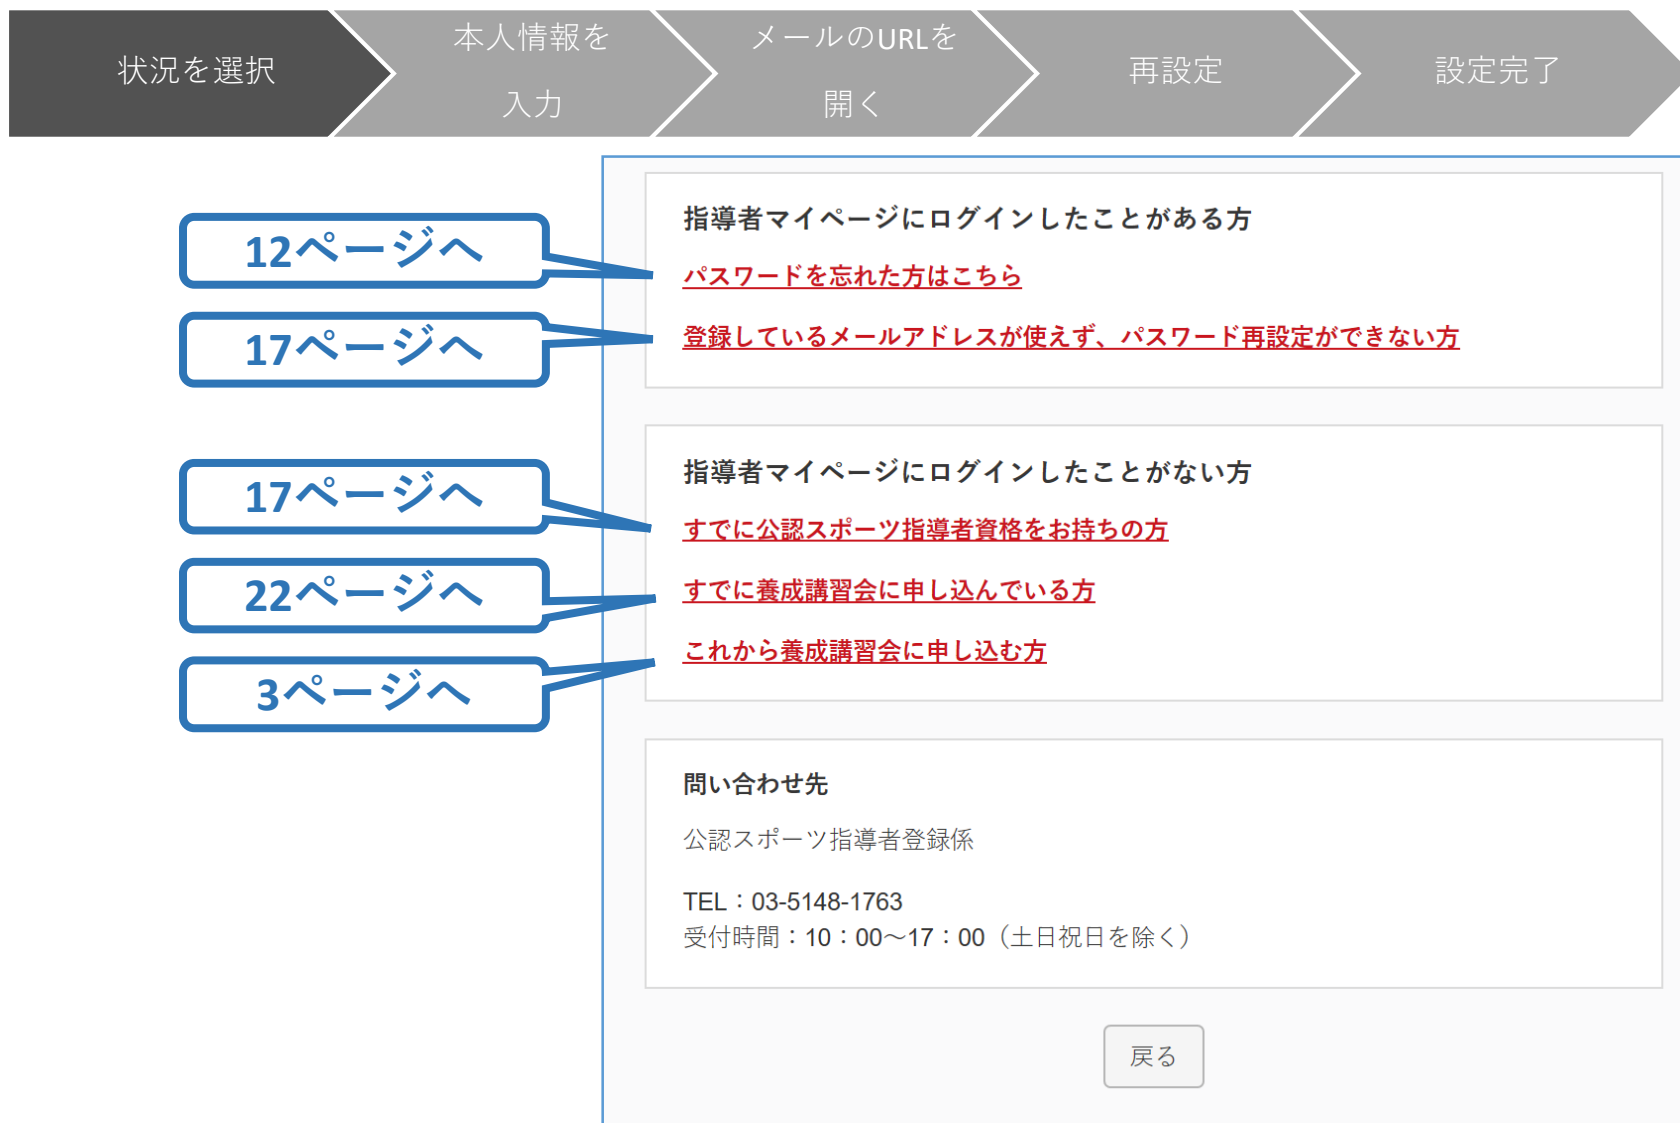 状況を選択
本人情報を
入力
メールのURLを
開く
再設定
設定完了
12ページへ
17ページへ
指導者マイページにログインしたことがある方
パスワードを忘れた方はこちら
登録しているメールアドレスが使えず、パスワード再設定ができない方
17ページへ
22ページへ
3ページへ
指導者マイページにログインしたことがない方
すでに公認スポーツ指導者資格をお持ちの方
すでに養成講習会に申し込んでいる方
これから養成講習会に申し込む方
問い合わせ先
公認スポーツ指導者登録係
TEL：03-5148-1763
受付時間：10：00～17：00（土日祝日を除く）
戻る